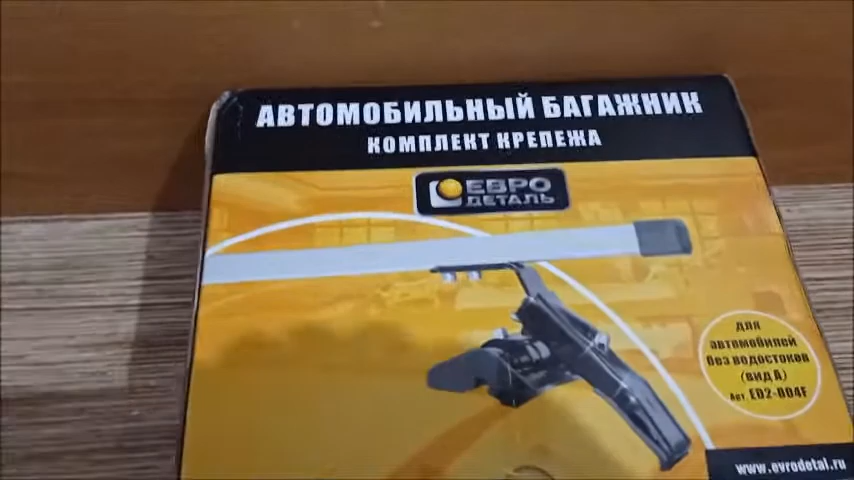 АВТОМОБИЛЬНЫЙ БАГАЖНИК
КОМПЛЕКТ КРЕПЕЖА
ЕВРО
ДЕТАЛЬ
для
автомобилей
без водостоков
(вид А)
Арт. ED2-004F
www.evrodetal.ru